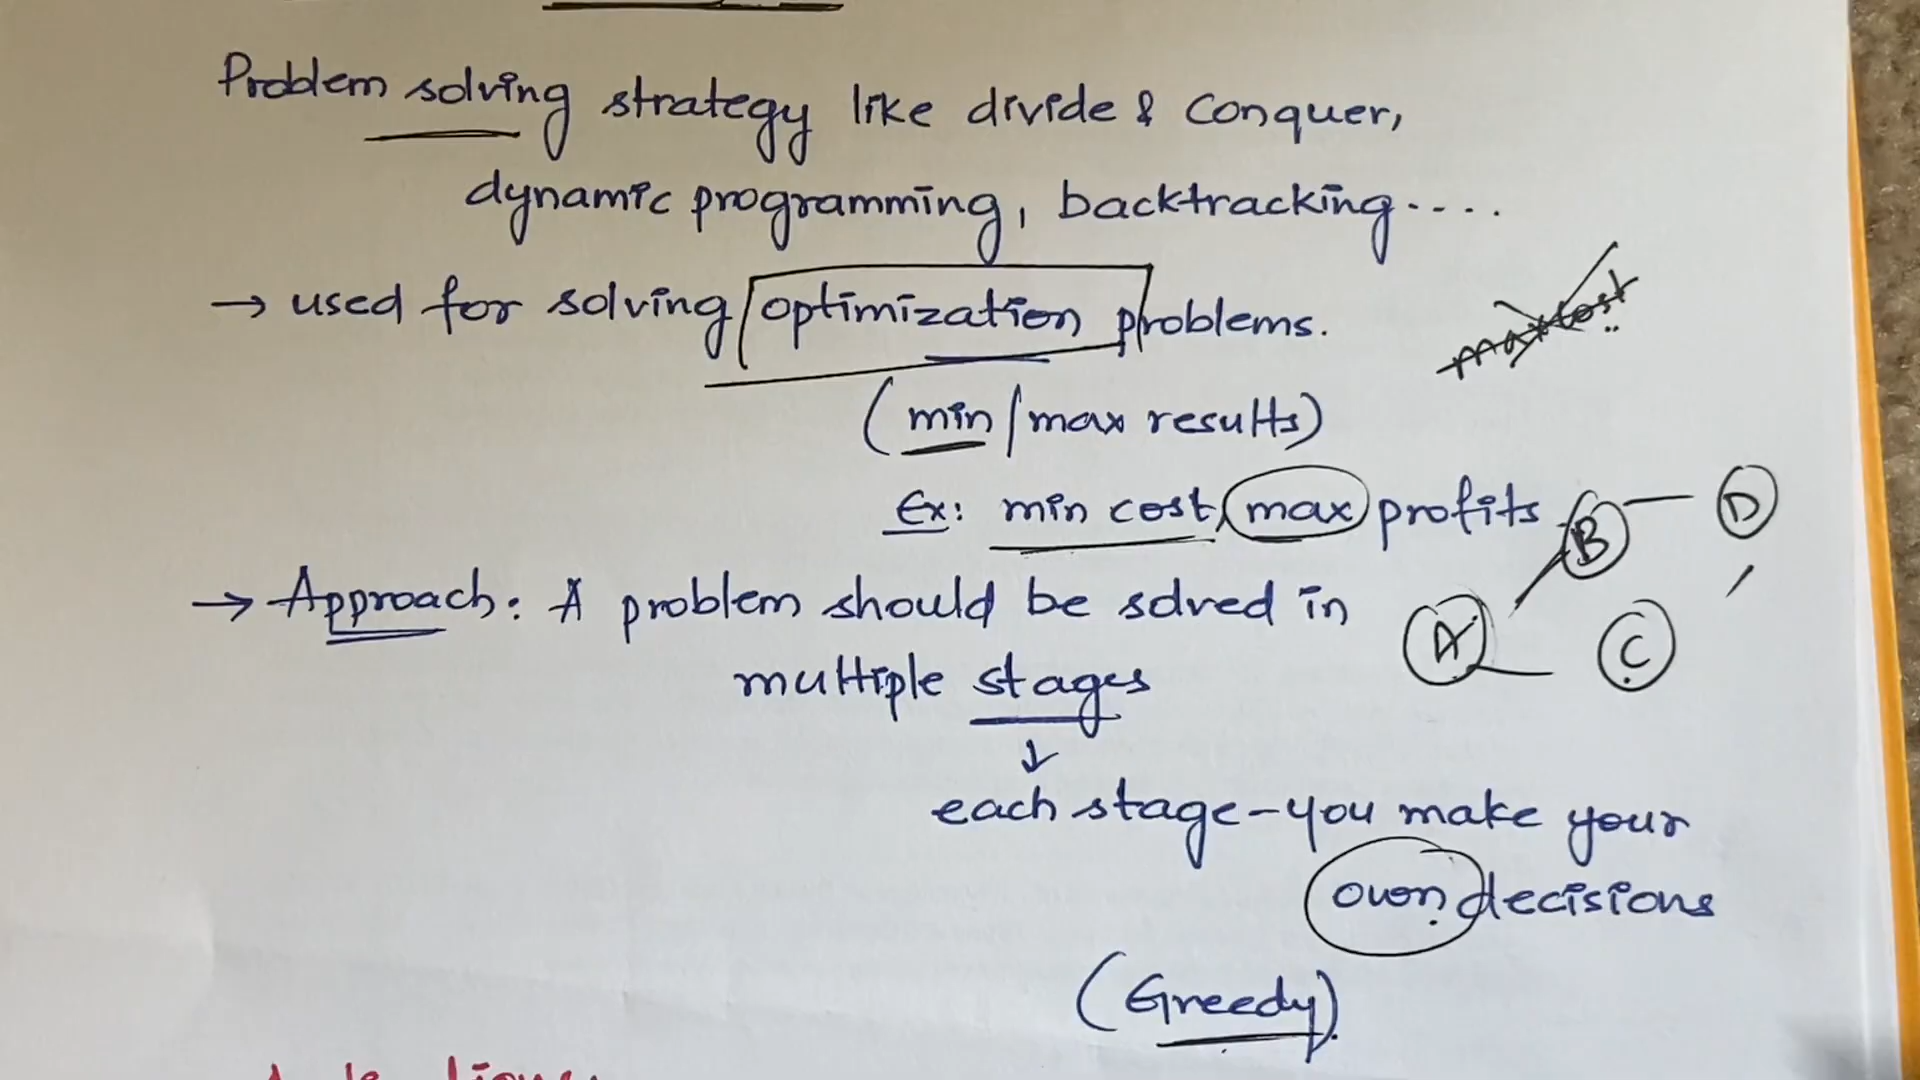 Problem solving strategy like divide & conquer,
dynamic programming, backtracking....
→ used for solving optimization problems.
max cost
(min/max results)
Ex: min cost, max profits
B
D
→ Approach: A problem should be solved in
A
C
multiple stages
↓
each stage - you make your
own decisions
(Greedy)